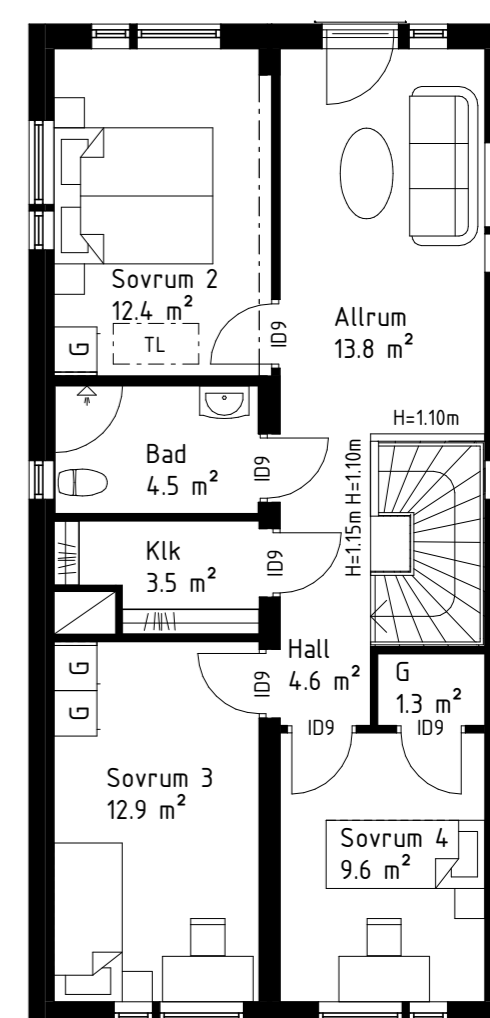 Sovrum 2
12.4 m²
G
TL
ID9
Allrum
13.8 m²
H=1.10m
Bad
4.5 m²
ID9
H=1.15m H=1.10m
Klk
3.5 m²
ID9
Hall
4.6 m²
G
1.3 m²
G
G
ID9
ID9
ID9
Sovrum 3
12.9 m²
Sovrum 4
9.6 m²